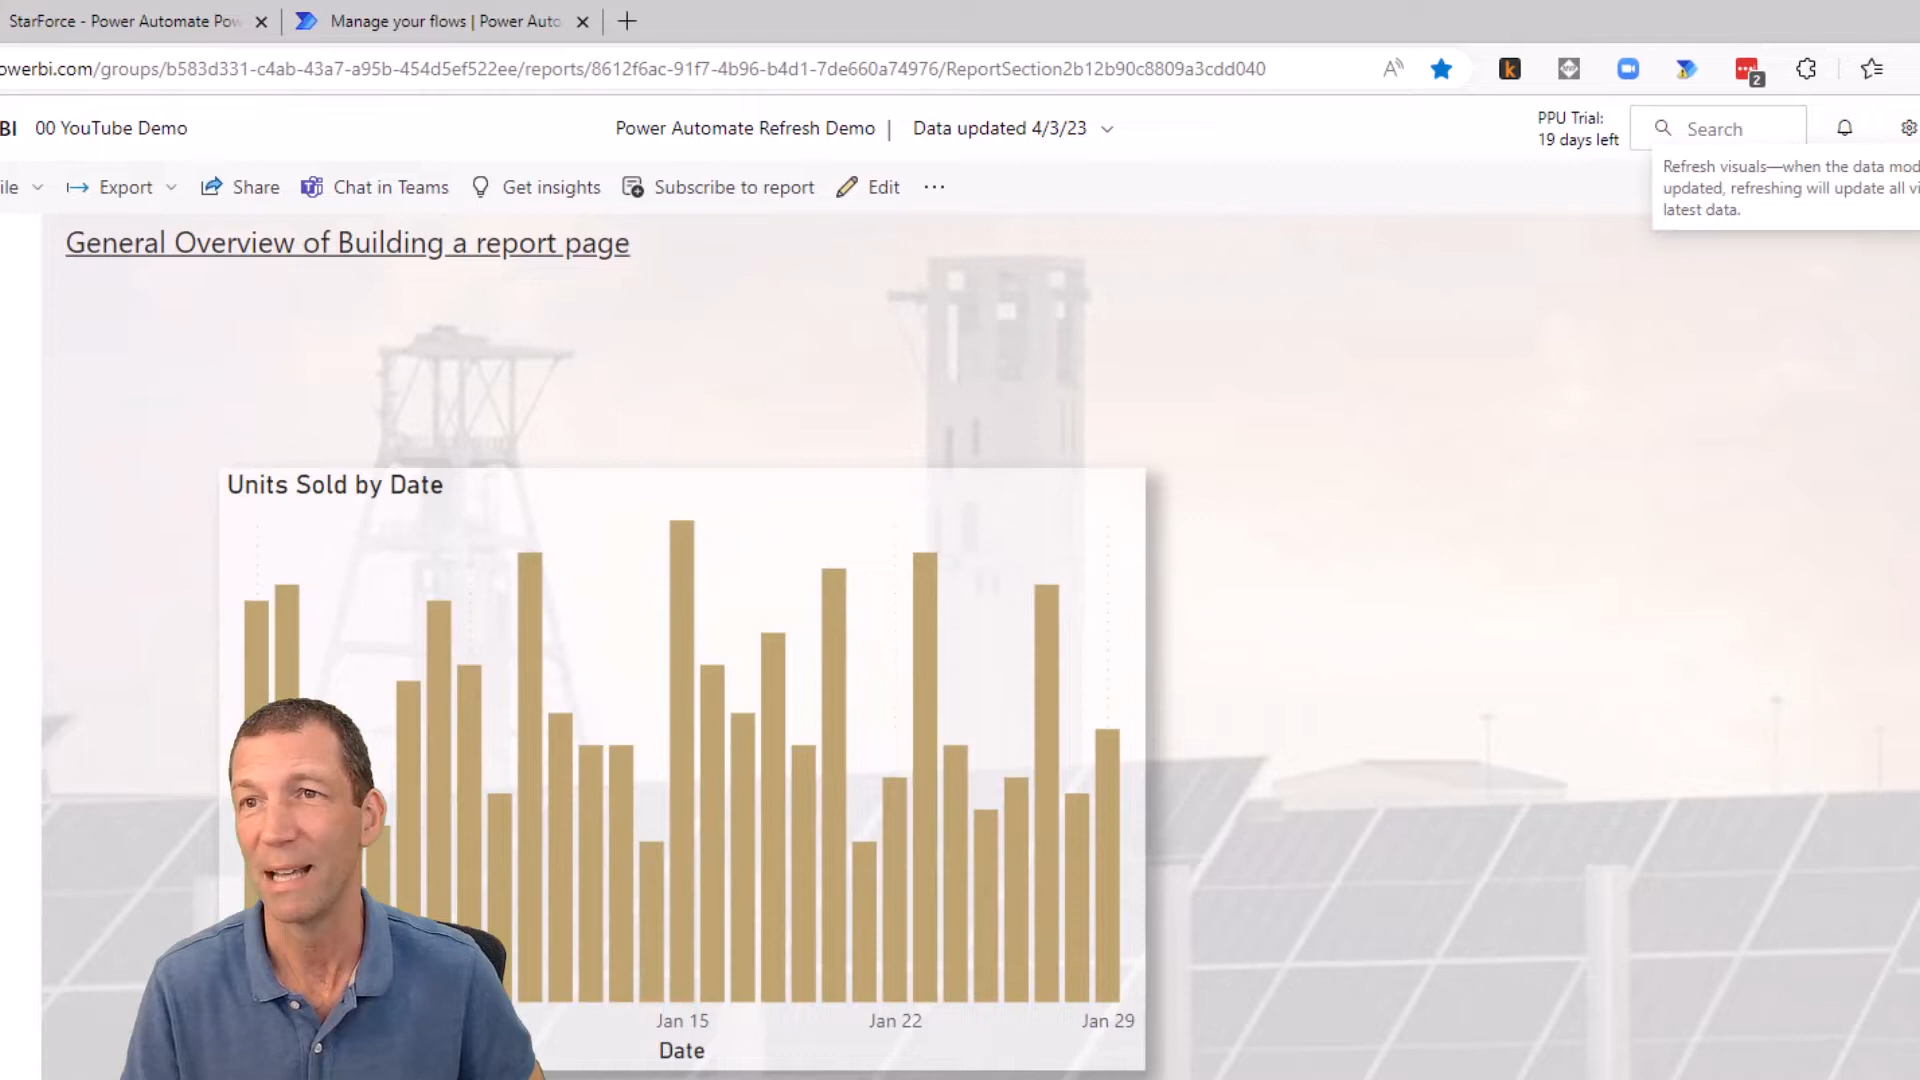 StarForce - Power Automate Pow
Manage your flows | Power Auto
owerbi.com/groups/b583d331-c4ab-43a7-a95b-454d5ef522ee/reports/8612f6ac-91f7-4b96-b4d1-7de660a74976/ReportSection2b12b90c8809a3cdd040
2
BI 00 YouTube Demo
Power Automate Refresh Demo | Data updated 4/3/23
PPU Trial:
19 days left
Search
ile Export Share Chat in Teams Get insights Subscribe to report Edit ...
Refresh visuals—when the data mod
updated, refreshing will update all vi
latest data.
General Overview of Building a report page
Units Sold by Date
Jan 15 Jan 22 Jan 29
Date